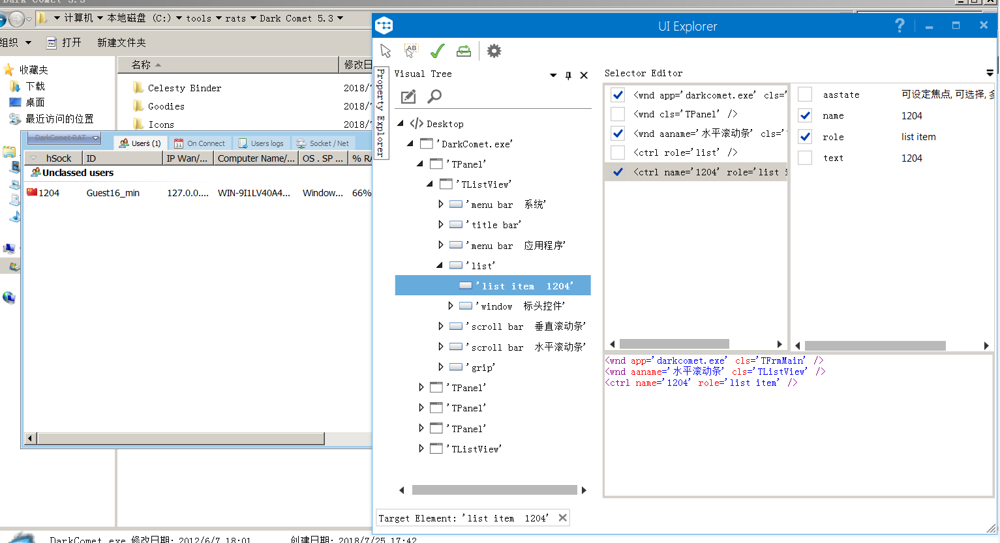 Dark Comet 5.3
计算机 本地磁盘 (C:) tools rats Dark Comet 5.3
组织 打开 新建文件夹
收藏夹
下载
桌面
最近访问的位置
名称 修改日
Celesty Binder 2018/7
Goodies 2018/7
Icons 2018/7
DarkComet-RAT Users (1) On Connect Users logs Socket / Net
hSock ID IP Wan/... Computer Name/... OS . SP ... % RA
Unclassed users
1204 Guest16_min 127.0.0.... WIN-9I1LV40A4... Window... 66%
DarkComet.exe 修改日期: 2012/6/7 18:01 创建日期: 2018/7/25 17:42
UI Explorer
Property Explorer
Visual Tree
Desktop
'DarkComet.exe'
'TPanel'
'TListView'
'menu bar 系统'
'title bar'
'menu bar 应用程序'
'list'
'list item 1204'
'window 标头控件'
'scroll bar 垂直滚动条'
'scroll bar 水平滚动条'
'grip'
'TPanel'
'TPanel'
'TPanel'
'TListView'
Target Element: 'list item 1204'
Selector Editor
<wnd app='darkcomet.exe' cls='
<wnd cls='TPanel' />
<wnd aaname='水平滚动条' cls='
<ctrl role='list' />
<ctrl name='1204' role='list i
aastate 可设定焦点, 可选择, 多
name 1204
role list item
text 1204
<wnd app='darkcomet.exe' cls='TFrmMain' />
<wnd aaname='水平滚动条' cls='TListView' />
<ctrl name='1204' role='list item' />